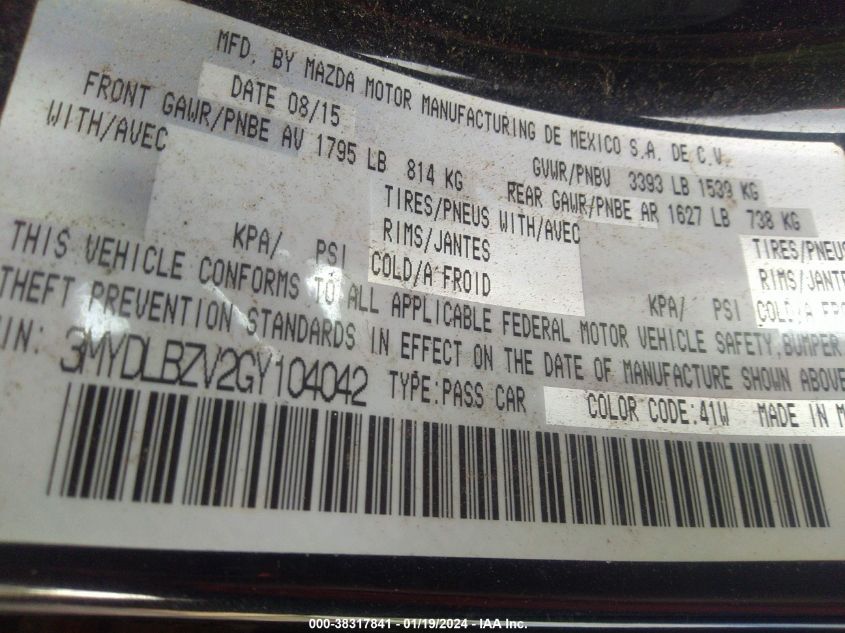 MFD. BY MAZDA MOTOR MANUFACTURING DE MEXICO S.A. DE C.V.
DATE 08/15 GVWR/PNBV 3393 LB 1539 KG
FRONT GAWR/PNBE AV 1795 LB 814 KG REAR GAWR/PNBE AR 1627 LB 738 KG
WITH/AVEC TIRES/PNEUS WITH/AVEC TIRES/PNEUS
RIMS/JANTES RIMS/JANTE
KPA/ PSI COLD/A FROID KPA/ PSI COLD/A
THIS VEHICLE CONFORMS TO ALL APPLICABLE FEDERAL MOTOR VEHICLE SAFETY,BUMPER
THEFT PREVENTION STANDARDS IN EFFECT ON THE DATE OF MANUFACTURE SHOWN ABOVE
IN: 3MYDLBZV2GY104042 TYPE:PASS CAR COLOR CODE:41W MADE IN M
000-38317841 - 01/19/2024 - IAA Inc.